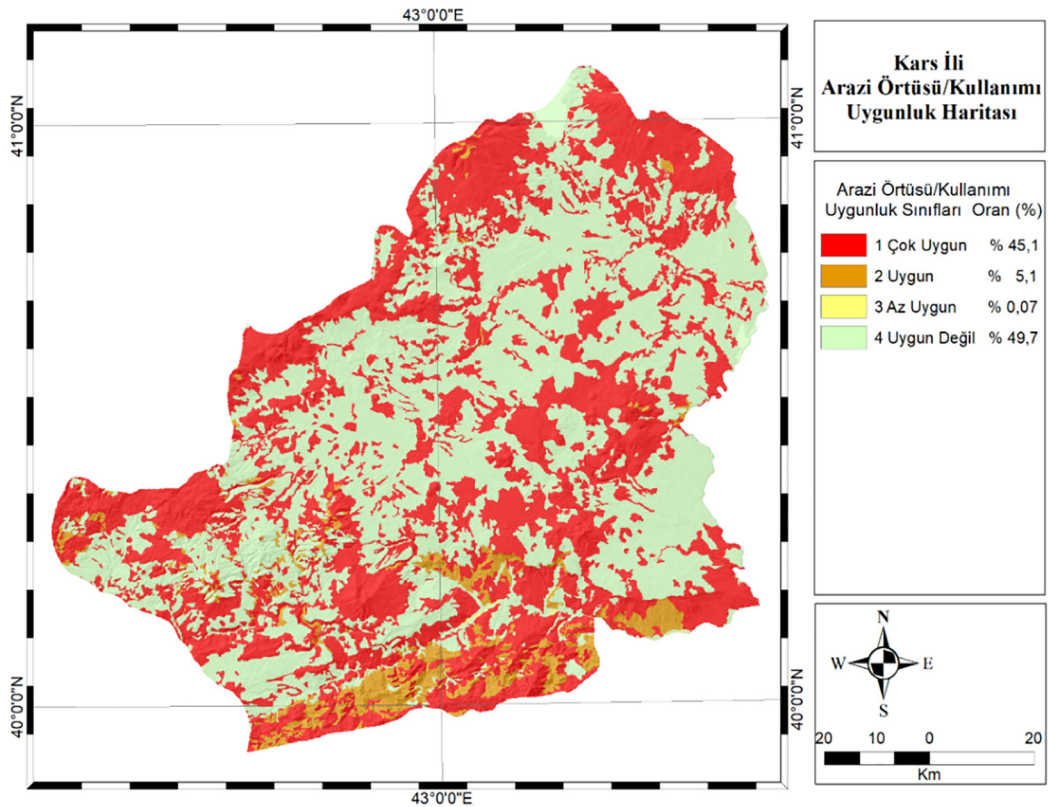 43°0'0"E
41°0'0"N
41°0'0"N
40°0'0"N
40°0'0"N
43°0'0"E
Kars İli
Arazi Örtüsü/Kullanımı
Uygunluk Haritası
Arazi Örtüsü/Kullanımı
Uygunluk Sınıfları Oran (%)
1 Çok Uygun % 45,1
2 Uygun % 5,1
3 Az Uygun % 0,07
4 Uygun Değil % 49,7
N
W E
S
20 10 0 20
Km